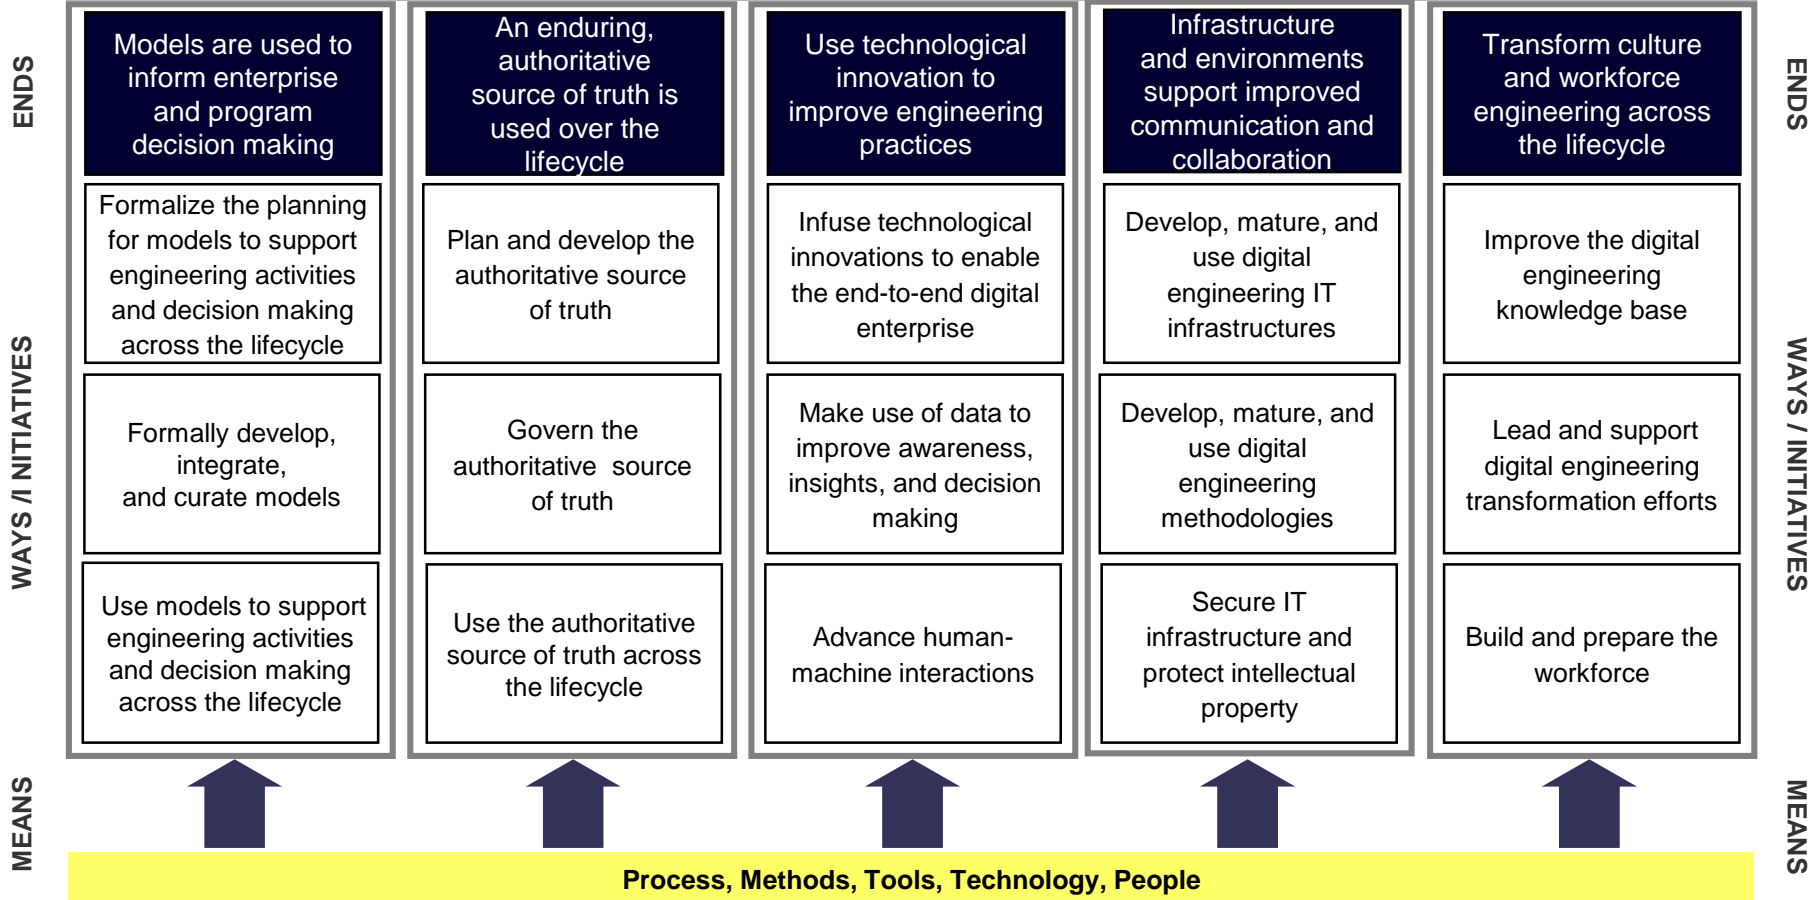 ENDS
Models are used to
inform enterprise
and program
decision making
An enduring,
authoritative
source of truth is
used over the
lifecycle
Use technological
innovation to
improve engineering
practices
Infrastructure
and environments
support improved
communication and
collaboration
Transform culture
and workforce
engineering across
the lifecycle
ENDS
WAYS /I NITIATIVES
Formalize the planning
for models to support
engineering activities
and decision making
across the lifecycle
Plan and develop the
authoritative source
of truth
Infuse technological
innovations to enable
the end-to-end digital
enterprise
Develop, mature, and
use digital
engineering IT
infrastructures
Improve the digital
engineering
knowledge base
WAYS / INITIATIVES
Formally develop,
integrate,
and curate models
Govern the
authoritative source
of truth
Make use of data to
improve awareness,
insights, and decision
making
Develop, mature, and
use digital
engineering
methodologies
Lead and support
digital engineering
transformation efforts
Use models to support
engineering activities
and decision making
across the lifecycle
Use the authoritative
source of truth across
the lifecycle
Advance human-
machine interactions
Secure IT
infrastructure and
protect intellectual
property
Build and prepare the
workforce
MEANS
Process, Methods, Tools, Technology, People
MEANS